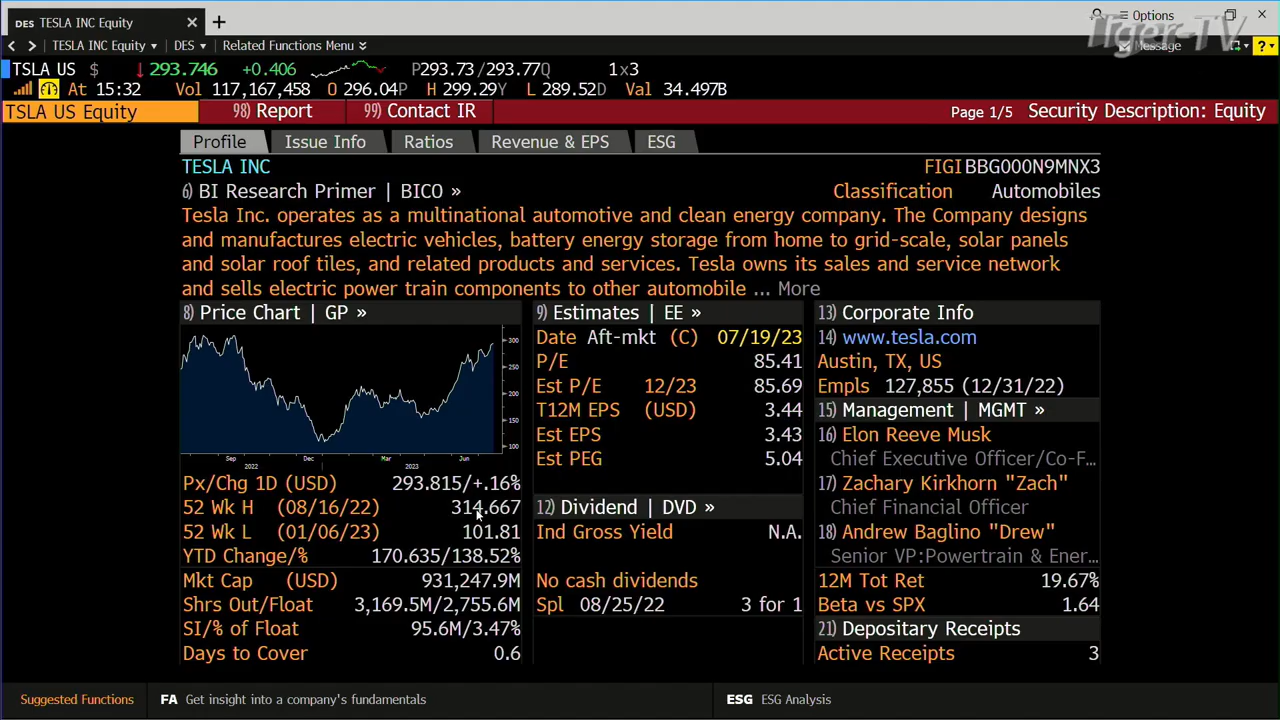 DES TESLA INC Equity × + Options
Tiger-TV
< > TESLA INC Equity ▾ DES ▾ Related Functions Menu Message ?
TSLA US $ ↓ 293.746 +0.406 P293.73/293.77Q 1x3
At 15:32 Vol 117,167,458 O 296.04P H 299.29Y L 289.52D Val 34.497B
TSLA US Equity 98) Report 99) Contact IR Page 1/5 Security Description: Equity
Profile Issue Info Ratios Revenue & EPS ESG
TESLA INC FIGI BBG000N9MNX3
6) BI Research Primer | BICO » Classification Automobiles
Tesla Inc. operates as a multinational automotive and clean energy company. The Company designs
and manufactures electric vehicles, battery energy storage from home to grid-scale, solar panels
and solar roof tiles, and related products and services. Tesla owns its sales and service network
and sells electric power train components to other automobile ... More
8) Price Chart | GP »
300
250
200
150
100
Sep Dec Mar Jun
2022 2023
Px/Chg 1D (USD) 293.815/+.16%
52 Wk H (08/16/22) 314.667
52 Wk L (01/06/23) 101.81
YTD Change/% 170.635/138.52%
Mkt Cap (USD) 931,247.9M
Shrs Out/Float 3,169.5M/2,755.6M
SI/% of Float 95.6M/3.47%
Days to Cover 0.6
9) Estimates | EE »
Date Aft-mkt (C) 07/19/23
P/E 85.41
Est P/E 12/23 85.69
T12M EPS (USD) 3.44
Est EPS 3.43
Est PEG 5.04
12) Dividend | DVD »
Ind Gross Yield N.A.
No cash dividends
Spl 08/25/22 3 for 1
13) Corporate Info
14) www.tesla.com
Austin, TX, US
Empls 127,855 (12/31/22)
15) Management | MGMT »
16) Elon Reeve Musk
Chief Executive Officer/Co-F...
17) Zachary Kirkhorn "Zach"
Chief Financial Officer
18) Andrew Baglino "Drew"
Senior VP:Powertrain & Ener...
12M Tot Ret 19.67%
Beta vs SPX 1.64
21) Depositary Receipts
Active Receipts 3
Suggested Functions FA Get insight into a company's fundamentals ESG ESG Analysis